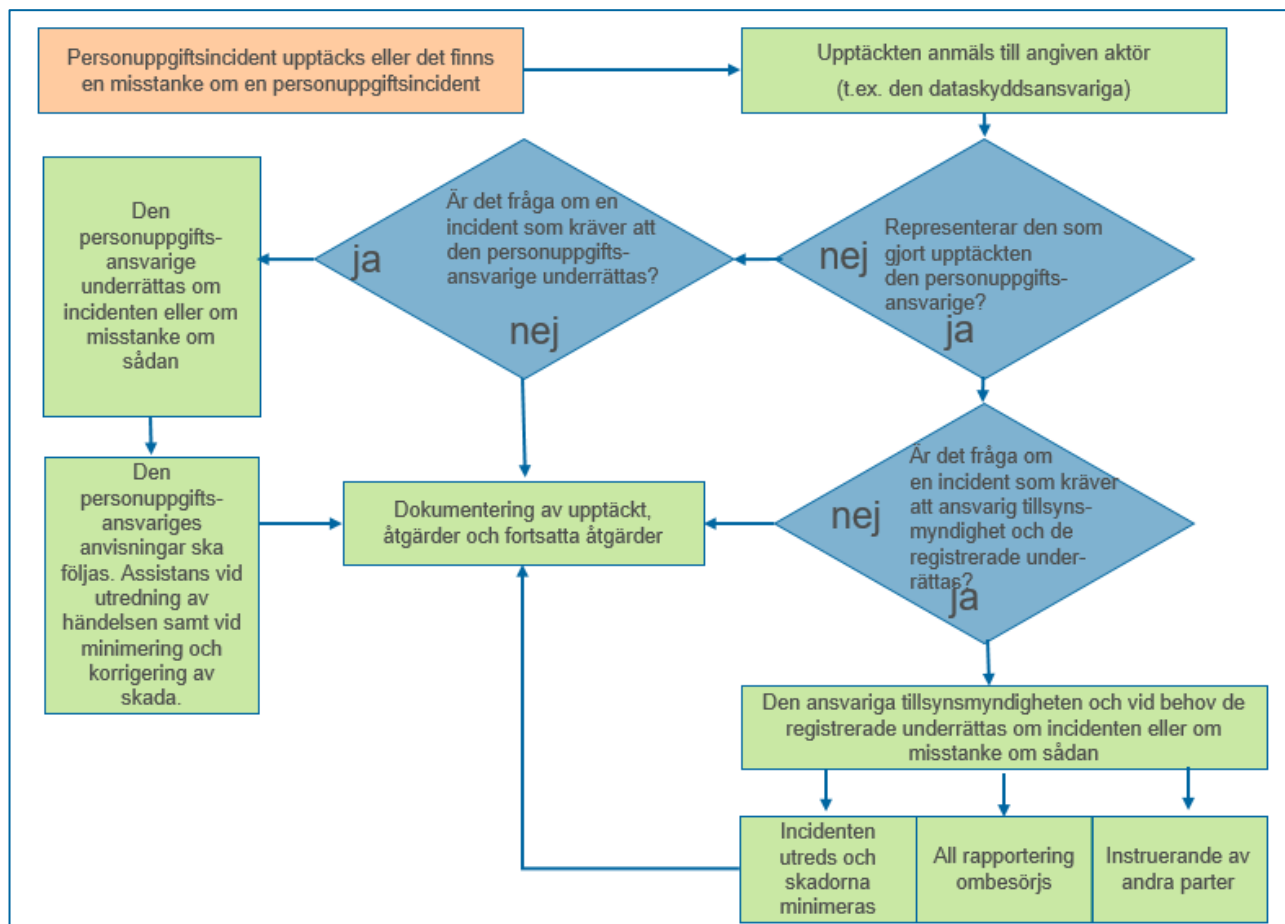 Personuppgiftsincident upptäcks eller det finns
en misstanke om en personuppgiftsincident
Upptäckten anmäls till angiven aktör
(t.ex. den dataskyddsansvariga)
Representerar den som
gjort upptäckten
den personuppgifts-
ansvarige?
nej
ja
Är det fråga om en
incident som kräver att
den personuppgifts-
ansvarige underrättas?
ja
nej
Den
personuppgifts-
ansvarige
underrättas om
incidenten eller om
misstanke om
sådan
Den
personuppgifts-
ansvariges
anvisningar ska
följas. Assistans vid
utredning av
händelsen samt vid
minimering och
korrigering av
skada.
Dokumentering av upptäckt,
åtgärder och fortsatta åtgärder
Är det fråga om
en incident som kräver
att ansvarig tillsyns-
myndighet och de
registrerade under-
rättas?
nej
ja
Den ansvariga tillsynsmyndigheten och vid behov de
registrerade underrättas om incidenten eller om
misstanke om sådan
Incidenten
utreds och
skadorna
minimeras
All rapportering
ombesörjs
Instruerande av
andra parter